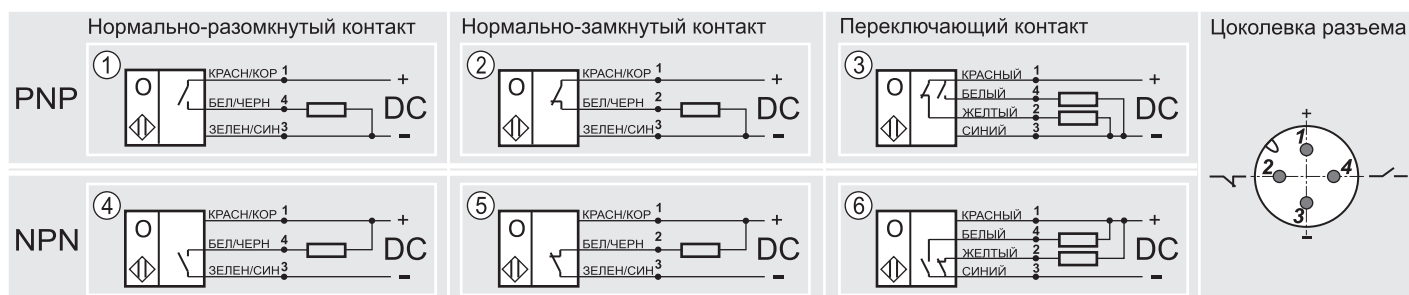 Нормально-разомкнутый контакт
Нормально-замкнутый контакт
Переключающий контакт
Цоколевка разъема
PNP
1
О
КРАСН/КОР 1
БЕЛ/ЧЕРН 4
ЗЕЛЕН/СИН 3
+
DC
-
2
О
КРАСН/КОР 1
БЕЛ/ЧЕРН 2
ЗЕЛЕН/СИН 3
+
DC
-
3
О
КРАСНЫЙ 1
БЕЛЫЙ 4
ЖЕЛТЫЙ 2
СИНИЙ 3
+
DC
-
NPN
4
О
КРАСН/КОР 1
БЕЛ/ЧЕРН 4
ЗЕЛЕН/СИН 3
+
DC
-
5
О
КРАСН/КОР 1
БЕЛ/ЧЕРН 2
ЗЕЛЕН/СИН 3
+
DC
-
6
О
КРАСНЫЙ 1
БЕЛЫЙ 4
ЖЕЛТЫЙ 2
СИНИЙ 3
+
DC
-
+
1
2
4
3
-